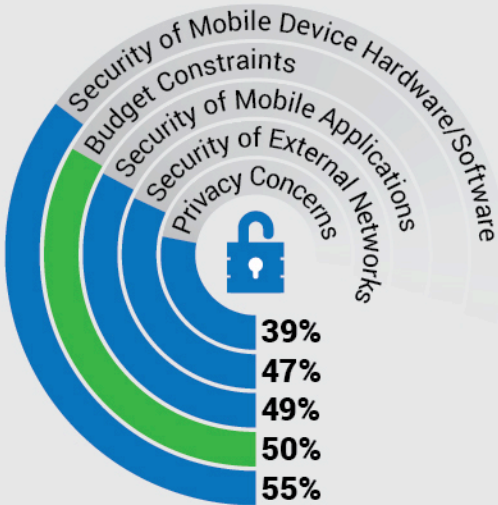 Security of Mobile Device Hardware/Software
Budget Constraints
Security of Mobile Applications
Security of External Networks
Privacy Concerns
39%
47%
49%
50%
55%